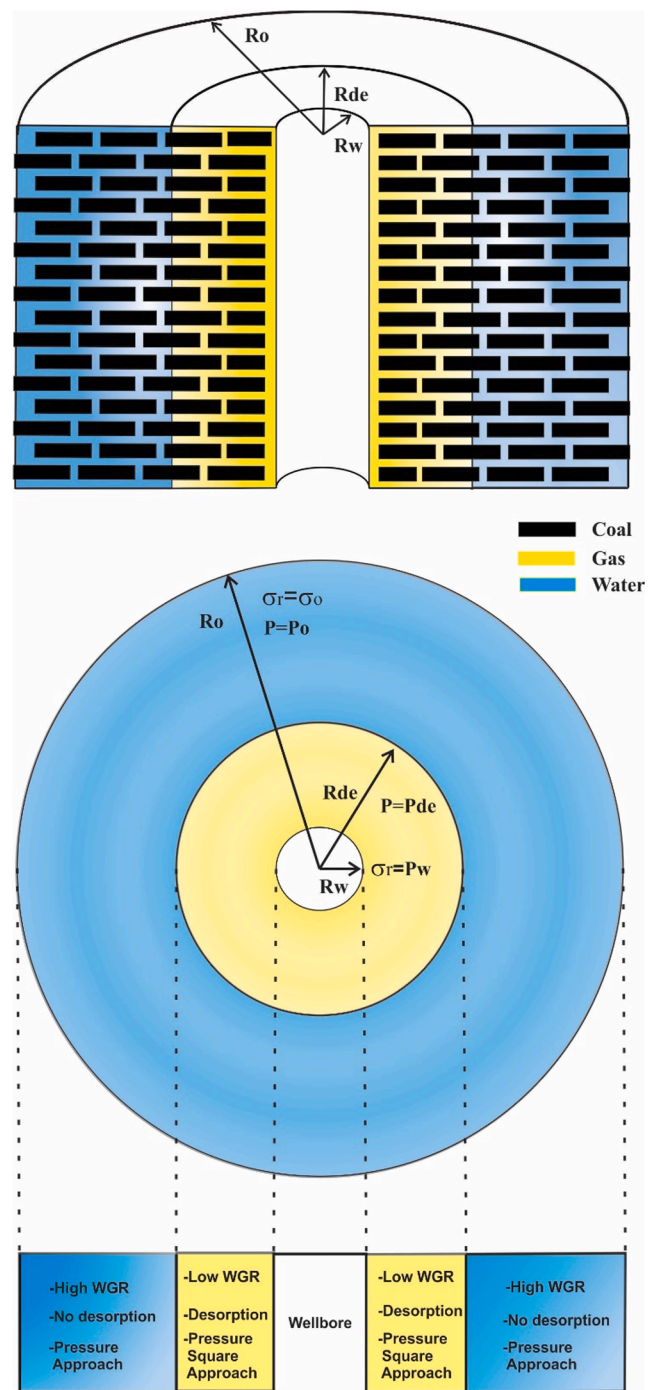 Ro
Rde
Rw
Coal
Gas
Water
σr=σo
Ro
P=Po
Rde
P=Pde
σr=Pw
Rw
-High WGR
-No desorption
-Pressure
Approach
-Low WGR
-Desorption
-Pressure
Square
Approach
Wellbore
-Low WGR
-Desorption
-Pressure
Square
Approach
-High WGR
-No desorption
-Pressure
Approach